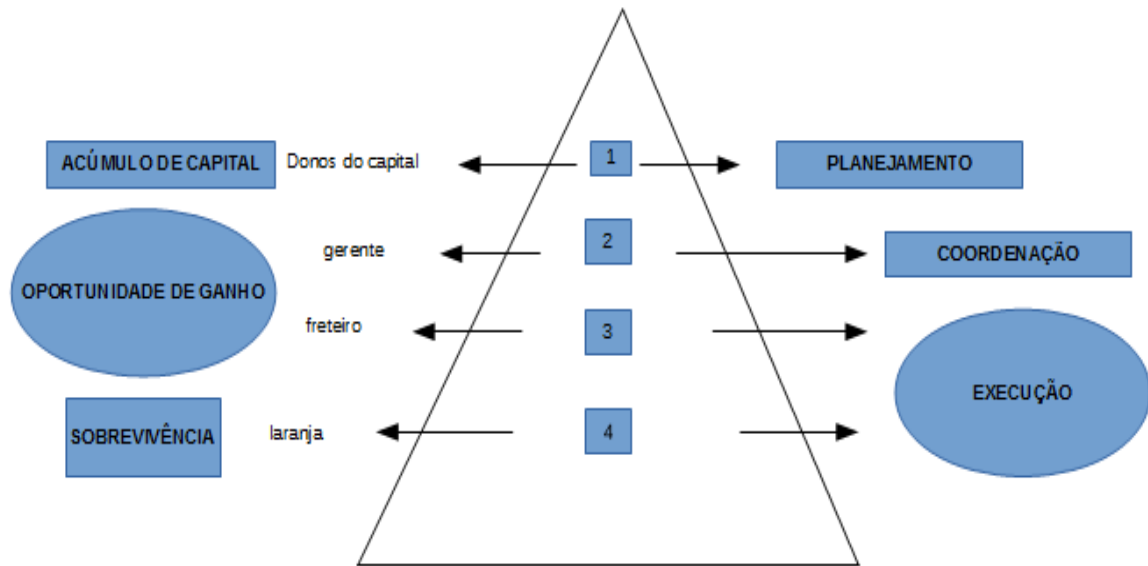 ACÚMULO DE CAPITAL Donos do capital 1 PLANEJAMENTO
gerente 2 COORDENAÇÃO
OPORTUNIDADE DE GANHO
freteiro 3
EXECUÇÃO
SOBREVIVÊNCIA laranja 4